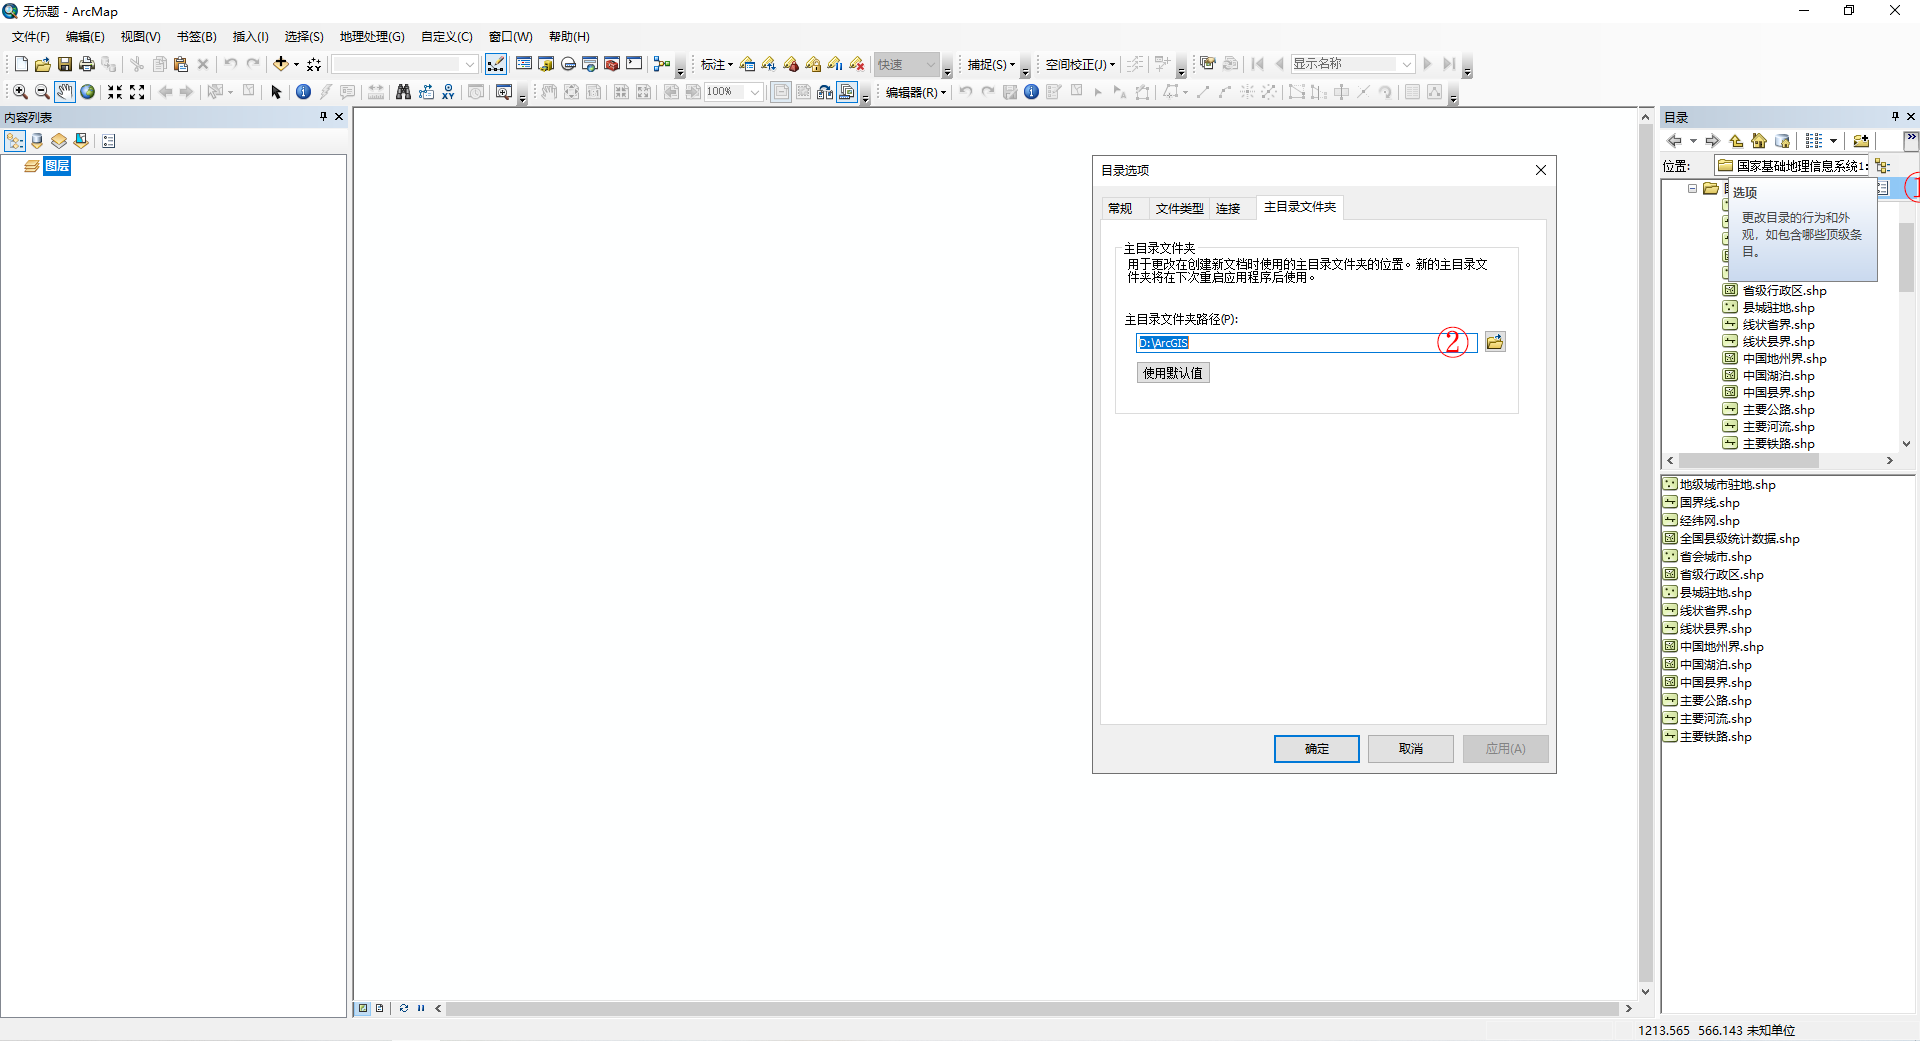 无标题 - ArcMap
文件(F) 编辑(E) 视图(V) 书签(B) 插入(I) 选择(S) 地理处理(G) 自定义(C) 窗口(W) 帮助(H)
标注 快速 捕捉(S) 空间校正(J) 显示名称
100% 编辑器(R)
内容列表
图层
目录选项
常规 文件类型 连接 主目录文件夹
主目录文件夹
用于更改在创建新文档时使用的主目录文件夹的位置。新的主目录文
件夹将在下次重启应用程序后使用。
主目录文件夹路径(P):
D:\ArcGIS
②
使用默认值
确定 取消 应用(A)
目录
位置: 国家基础地理信息系统1:
①
选项
更改目录的行为和外
观，如包含哪些顶级条
目。
省级行政区.shp
县城驻地.shp
线状省界.shp
线状县界.shp
中国地州界.shp
中国湖泊.shp
中国县界.shp
主要公路.shp
主要河流.shp
主要铁路.shp
地级城市驻地.shp
国界线.shp
经纬网.shp
全国县级统计数据.shp
省会城市.shp
省级行政区.shp
县城驻地.shp
线状省界.shp
线状县界.shp
中国地州界.shp
中国湖泊.shp
中国县界.shp
主要公路.shp
主要河流.shp
主要铁路.shp
1213.565 566.143 未知单位